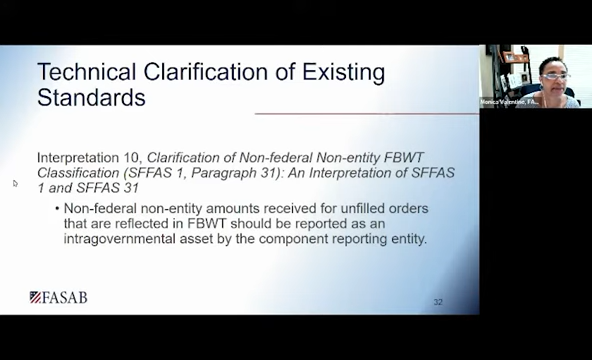 Technical Clarification of Existing
Standards
Monica Valentine, FA...
Interpretation 10, Clarification of Non-federal Non-entity FBWT
Classification (SFFAS 1, Paragraph 31): An Interpretation of SFFAS
1 and SFFAS 31
• Non-federal non-entity amounts received for unfilled orders
that are reflected in FBWT should be reported as an
intragovernmental asset by the component reporting entity.
FASAB
32